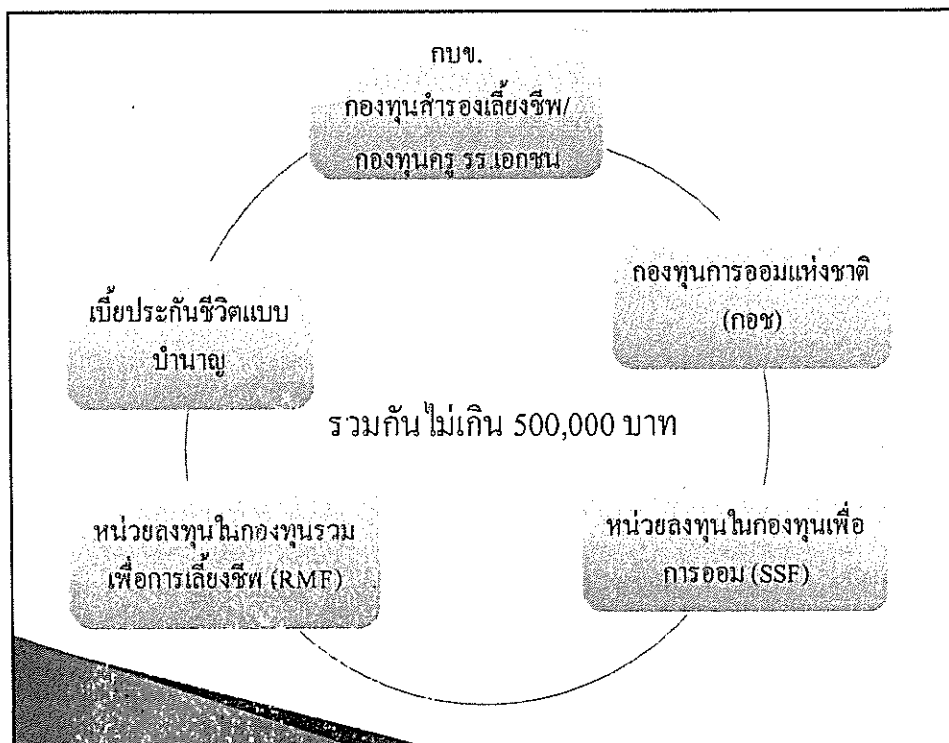 กบข.
กองทุนสำรองเลี้ยงชีพ/
กองทุนครู รร.เอกชน
กองทุนการออมแห่งชาติ
(กอช)
เบี้ยประกันชีวิตแบบ
บำนาญ
รวมกันไม่เกิน 500,000 บาท
หน่วยลงทุนในกองทุนรวม
เพื่อการเลี้ยงชีพ (RMF)
หน่วยลงทุนในกองทุนเพื่อ
การออม (SSF)